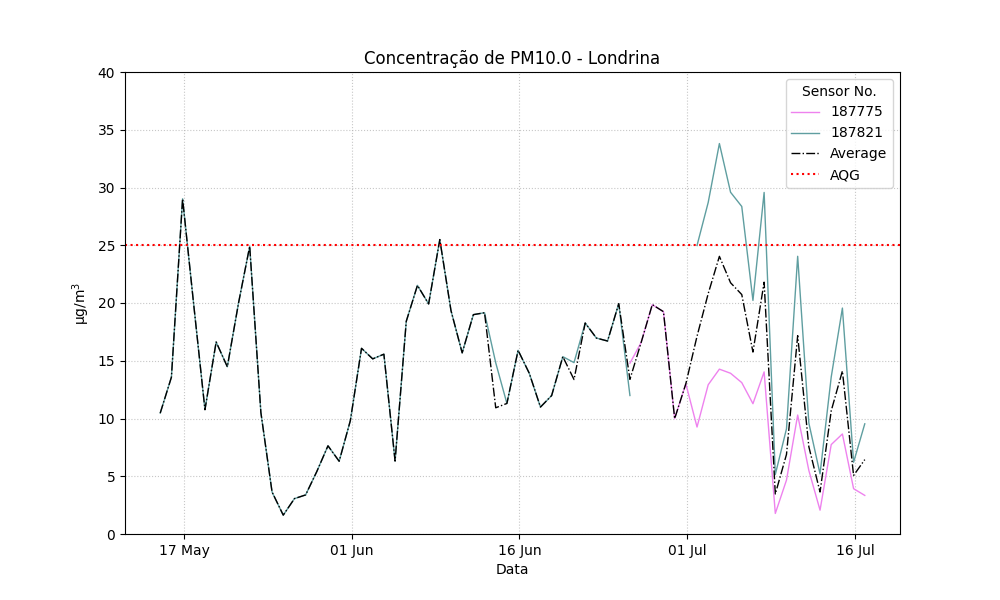 Concentração de PM10.0 - Londrina
Sensor No.
187775
187821
Average
AQG
40
35
30
25
20
15
10
5
0
µg/m³
17 May
01 Jun
16 Jun
01 Jul
16 Jul
Data